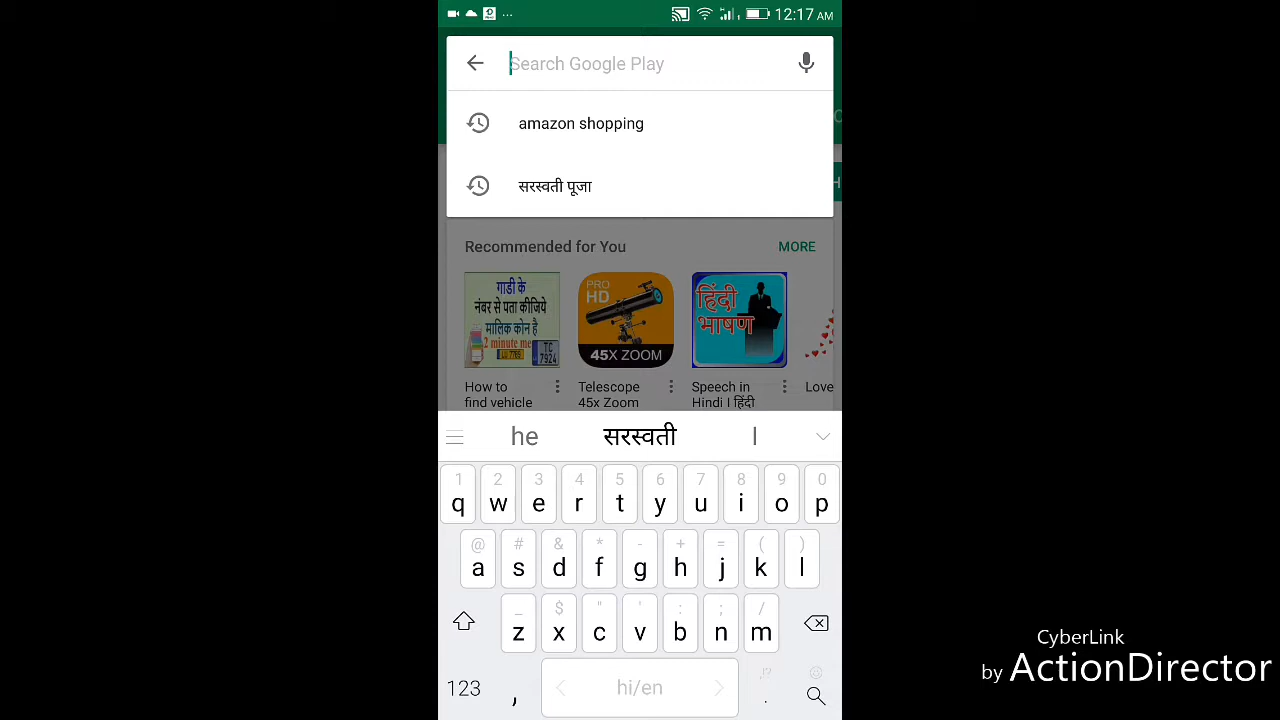 12:17 AM
Search Google Play
amazon shopping
सरस्वती पूजा
Recommended for You
MORE
गाडी के
नंबर से पता कीजिये
मालिक कोन है
2 minute me
TC
7924
PRO
HD
45X ZOOM
हिंदी
भाषण
How to
find vehicle
Telescope
45x Zoom
Speech in
Hindi I हिंदी
Love
he सरस्वती I
1 2 3 4 5 6 7 8 9 0
q w e r t y u i o p
@ # & * - + = ( )
a s d f g h j k l
_ $ " ' : ; /
z x c v b n m
123 , hi/en .
CyberLink
by ActionDirector